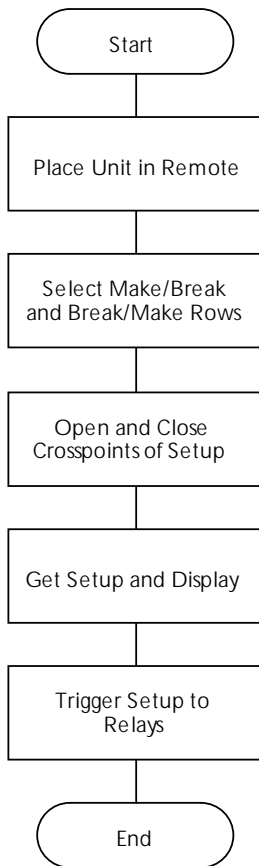 Start
Place Unit in Remote
Select Make/Break
and Break/Make Rows
Open and Close
Crosspoints of Setup
Get Setup and Display
Trigger Setup to
Relays
End